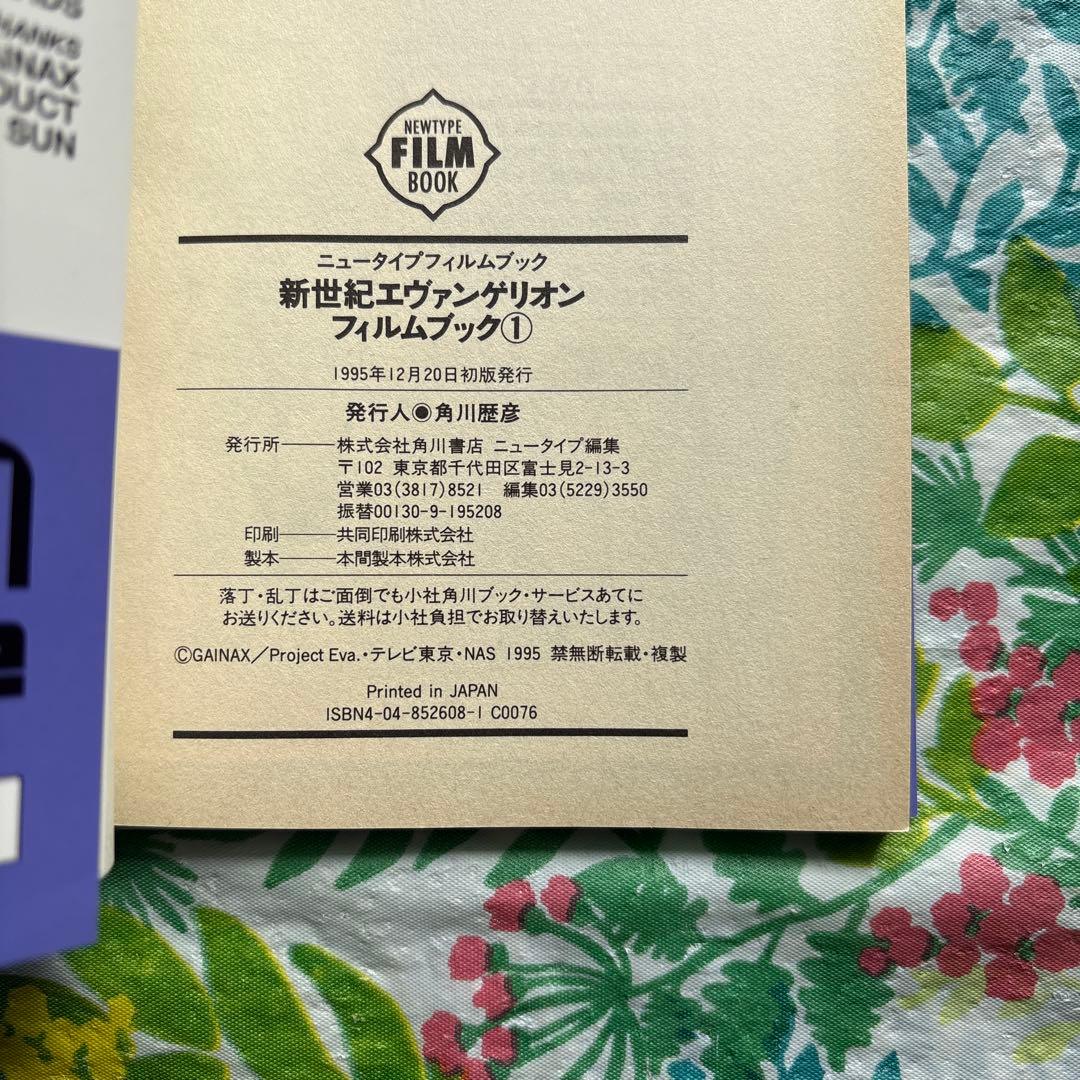 SUN
NEWTYPE
FILM
BOOK
ニュータイプフィルムブック
新世紀エヴァンゲリオン
フィルムブック①
1995年12月20日初版発行
発行人◉角川歴彦
発行所――株式会社角川書店 ニュータイプ編集
〒102 東京都千代田区富士見2-13-3
営業03(3817)8521 編集03(5229)3550
振替00130-9-195208
印刷――共同印刷株式会社
製本――本間製本株式会社
落丁・乱丁はご面倒でも小社角川ブック・サービスあてに
お送りください。送料は小社負担でお取り替えいたします。
©GAINAX／Project Eva.・テレビ東京・NAS 1995 禁無断転載・複製
Printed in JAPAN
ISBN4-04-852608-1 C0076